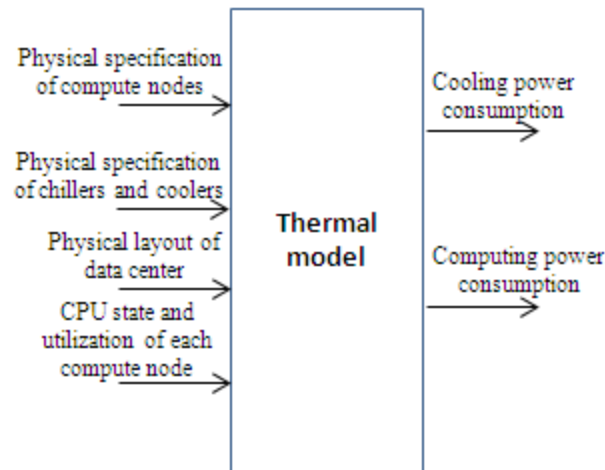 Physical specification
of compute nodes
Physical specification
of chillers and coolers
Physical layout of
data center
CPU state and
utilization of each
compute node
Thermal
model
Cooling power
consumption
Computing power
consumption